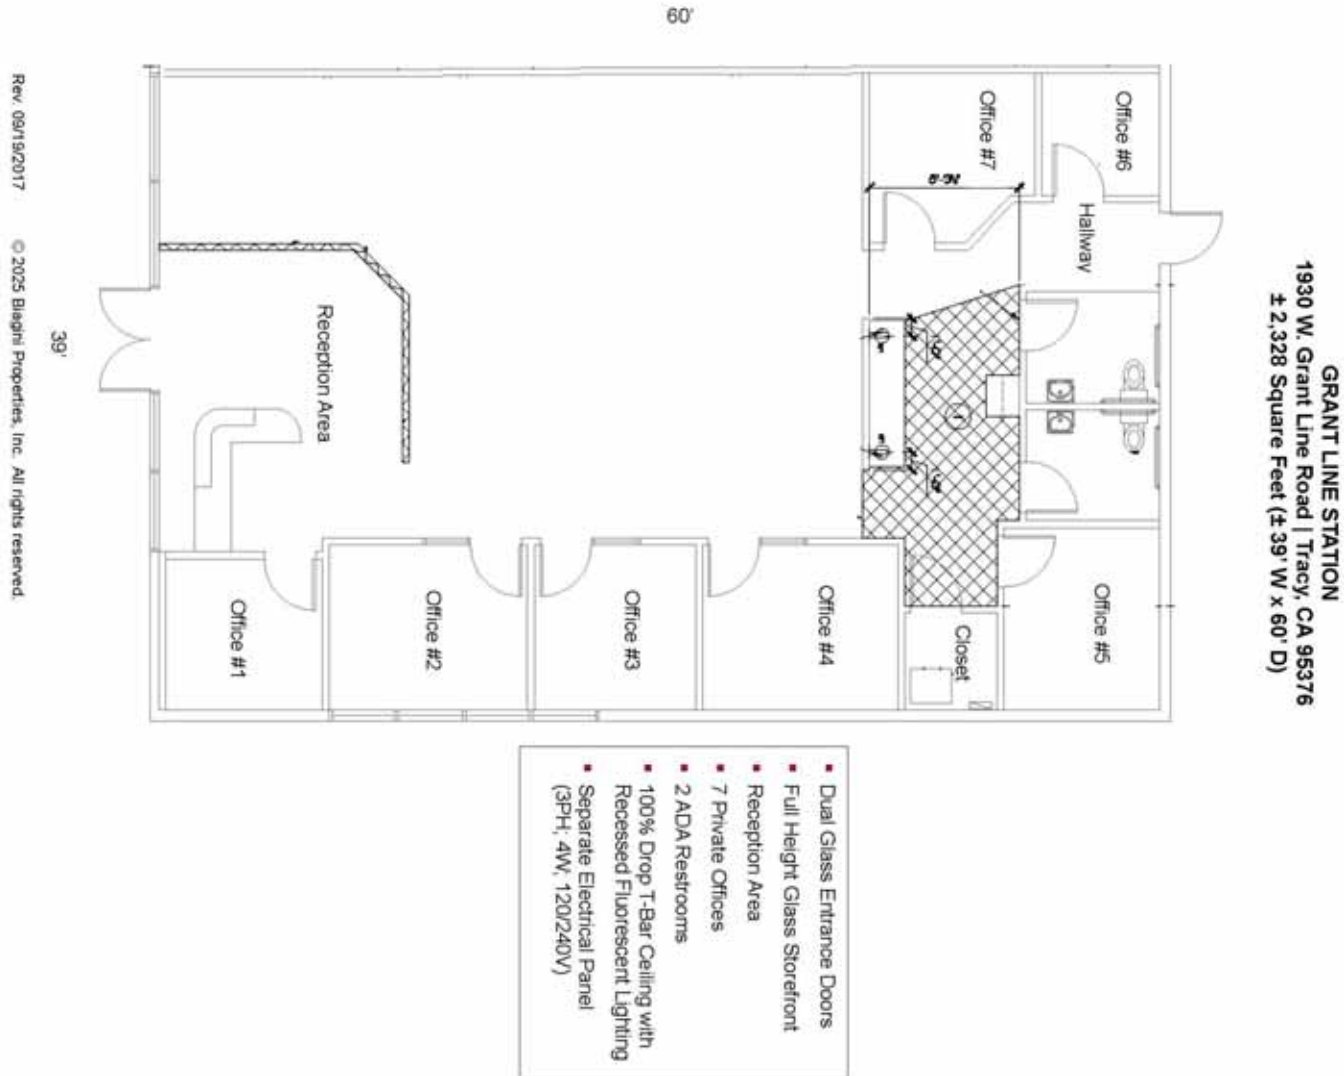 GRANT LINE STATION
1930 W. Grant Line Road | Tracy, CA 95376
± 2,328 Square Feet (± 39' W x 60' D)
60'
39'
Office #6
Office #7
Hallway
Reception Area
Office #5
Closet
Office #4
Office #3
Office #2
Office #1
1
▪ Dual Glass Entrance Doors
▪ Full Height Glass Storefront
▪ Reception Area
▪ 7 Private Offices
▪ 2 ADA Restrooms
▪ 100% Drop T-Bar Ceiling with
Recessed Fluorescent Lighting
▪ Separate Electrical Panel
(3PH; 4W; 120/240V)
Rev. 09/19/2017
© 2025 Biagini Properties, Inc. All rights reserved.